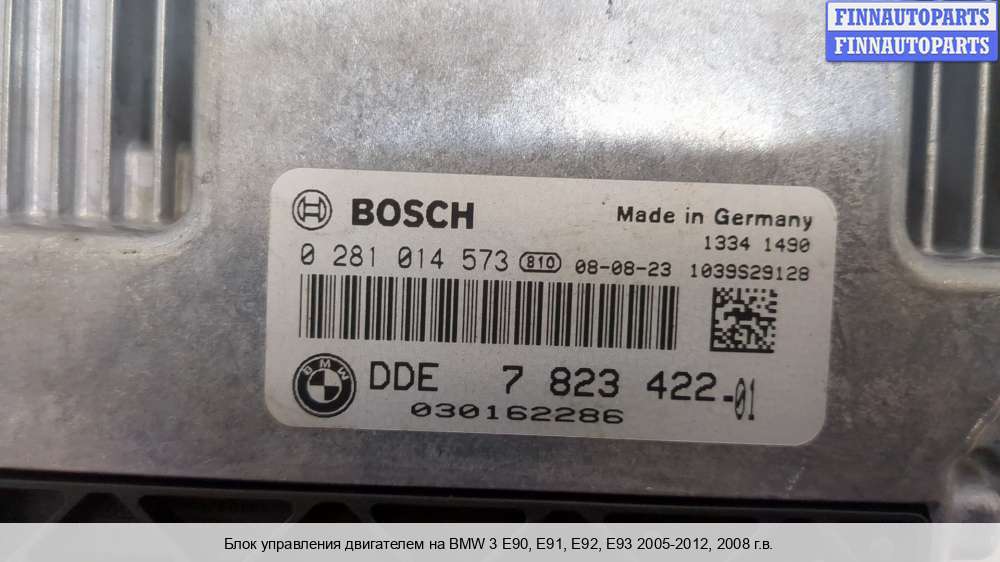 FINNAUTOPARTS
FINNAUTOPARTS
BOSCH
Made in Germany
1334 1490
0 281 014 573 810 08-08-23 1039S29128
BMW DDE 7 823 422-01
030162286
Блок управления двигателем на BMW 3 E90, E91, E92, E93 2005-2012, 2008 г.в.